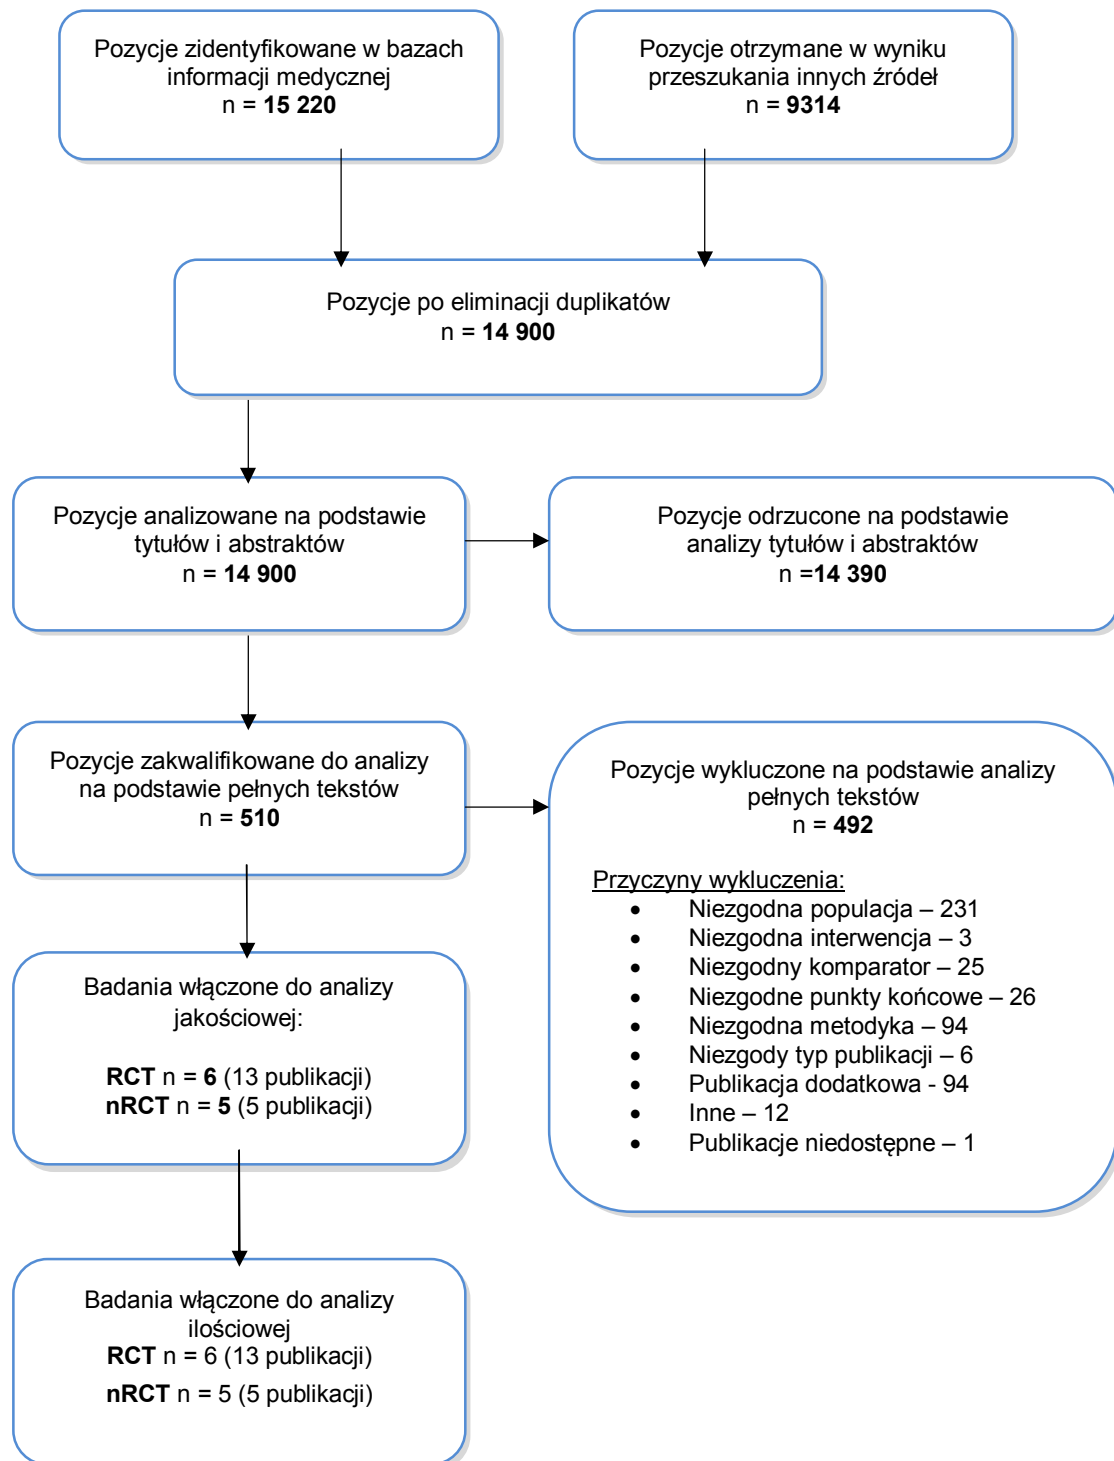 Pozycje zidentyfikowane w bazach
informacji medycznej
n = 15 220
Pozycje otrzymane w wyniku
przeszukania innych źródeł
n = 9314
Pozycje po eliminacji duplikatów
n = 14 900
Pozycje analizowane na podstawie
tytułów i abstraktów
n = 14 900
Pozycje odrzucone na podstawie
analizy tytułów i abstraktów
n =14 390
Pozycje zakwalifikowane do analizy
na podstawie pełnych tekstów
n = 510
Pozycje wykluczone na podstawie analizy
pełnych tekstów
n = 492
Przyczyny wykluczenia:
• Niezgodna populacja – 231
• Niezgodna interwencja – 3
• Niezgodny komparator – 25
• Niezgodne punkty końcowe – 26
• Niezgodna metodyka – 94
• Niezgody typ publikacji – 6
• Publikacja dodatkowa - 94
• Inne – 12
• Publikacje niedostępne – 1
Badania włączone do analizy
jakościowej:
RCT n = 6 (13 publikacji)
nRCT n = 5 (5 publikacji)
Badania włączone do analizy
ilościowej
RCT n = 6 (13 publikacji)
nRCT n = 5 (5 publikacji)